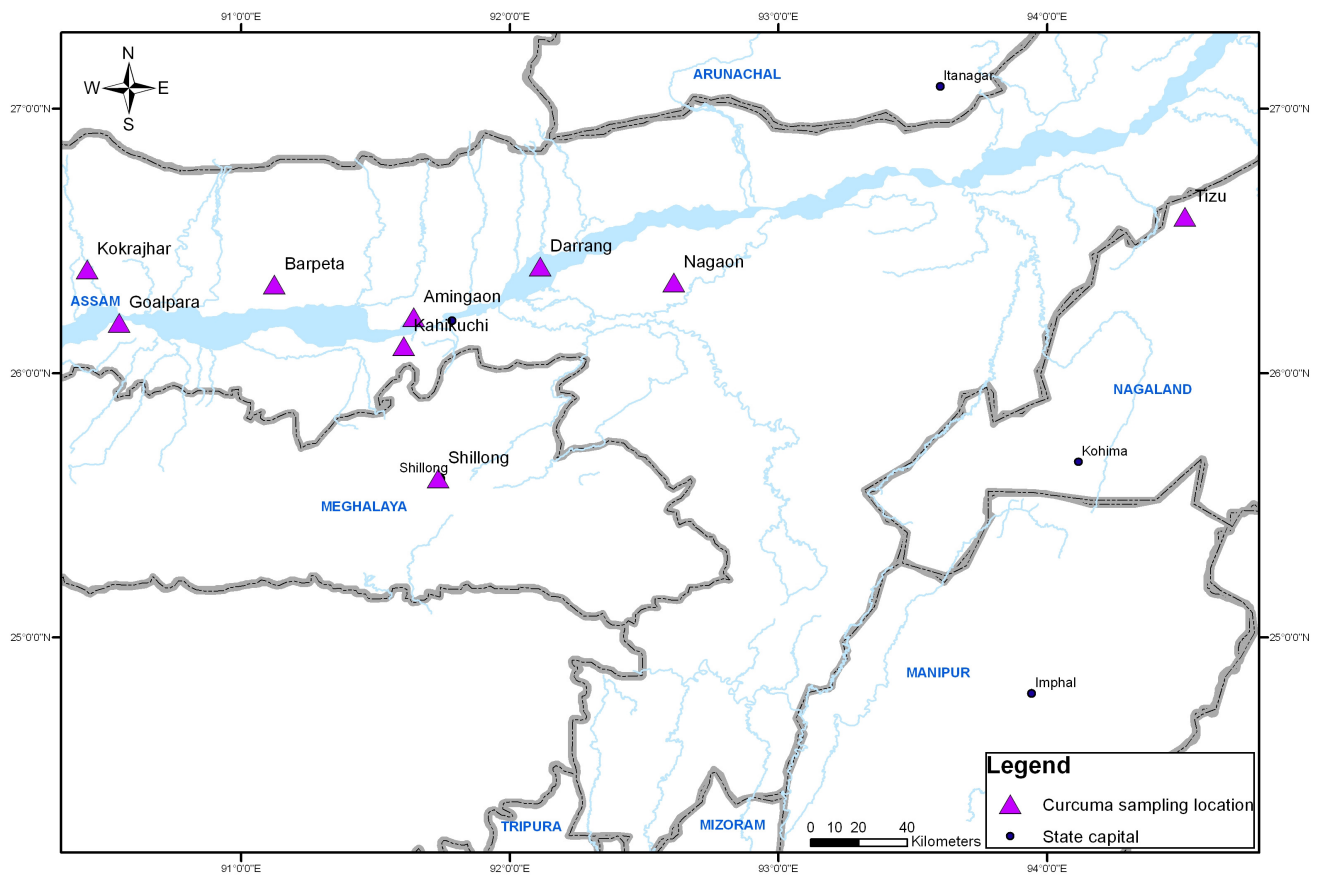 91°0'0"E 92°0'0"E 93°0'0"E 94°0'0"E
N
W E
S
ARUNACHAL
Itanagar
27°0'0"N 27°0'0"N
Tizu
Kokrajhar
Darrang
Barpeta
Nagaon
ASSAM
Goalpara
Amingaon
Kahikuchi
26°0'0"N 26°0'0"N
NAGALAND
Kohima
Shillong
Shillong
MEGHALAYA
25°0'0"N 25°0'0"N
MANIPUR
Imphal
TRIPURA
MIZORAM
0 10 20 40
Kilometers
Legend
Curcuma sampling location
State capital
91°0'0"E 92°0'0"E 93°0'0"E 94°0'0"E